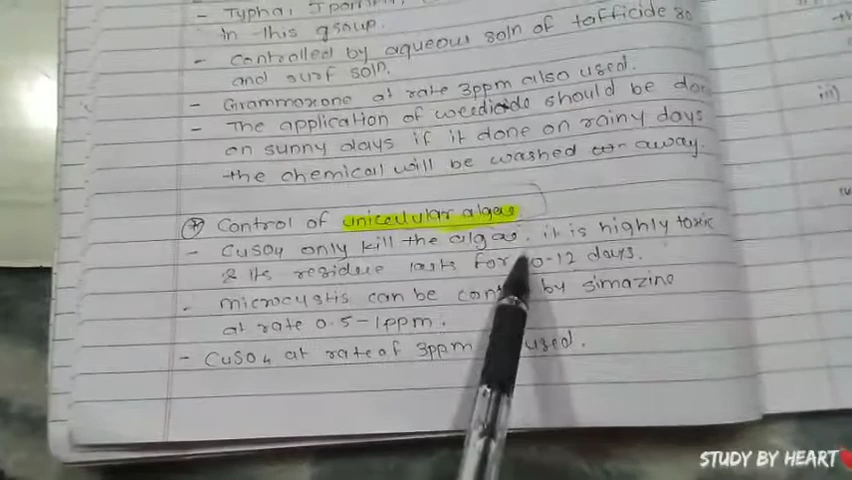 - Typha,
in this group.
- Controlled by aqueous soln of tafficide 80
and surf soln.
- Grammoxone at rate 3ppm also used.
- The application of weedicide should be
on sunny days if it done on rainy days
the chemical will be washed away.
Control of unicellular algae
- CuSO4 only kill the algae. it is highly toxic
& its residue lasts for 10-12 days.
- microcystis can be by simazine
at rate 0.5-1ppm.
- CuSO4 at rate of 3ppm used.
iii)
STUDY BY HEART